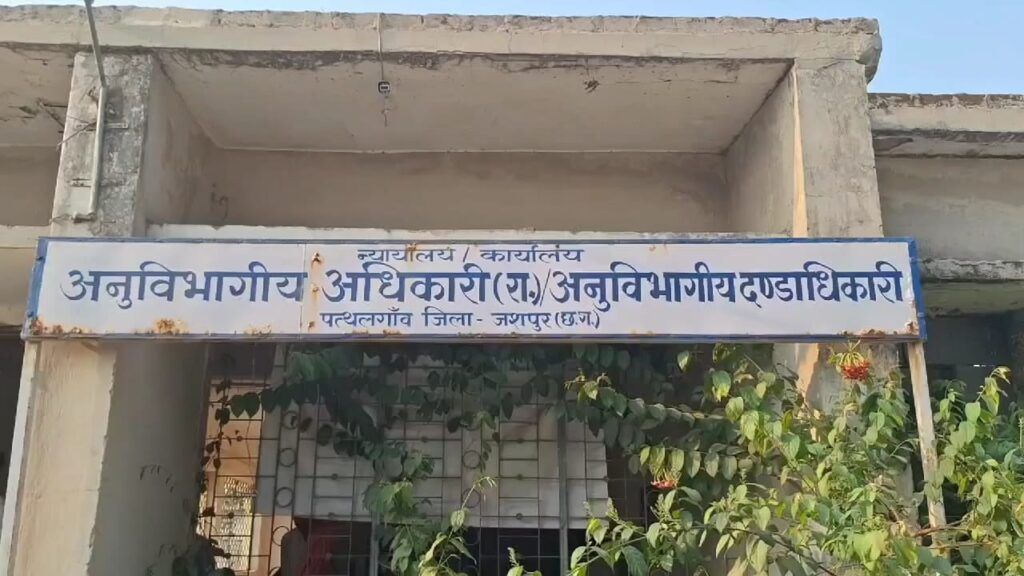 न्यायालय / कार्यालय
अनुविभागीय अधिकारी (रा.)/अनुविभागीय दण्डाधिकारी
पत्थलगाँव जिला - जशपुर (छ.ग.)